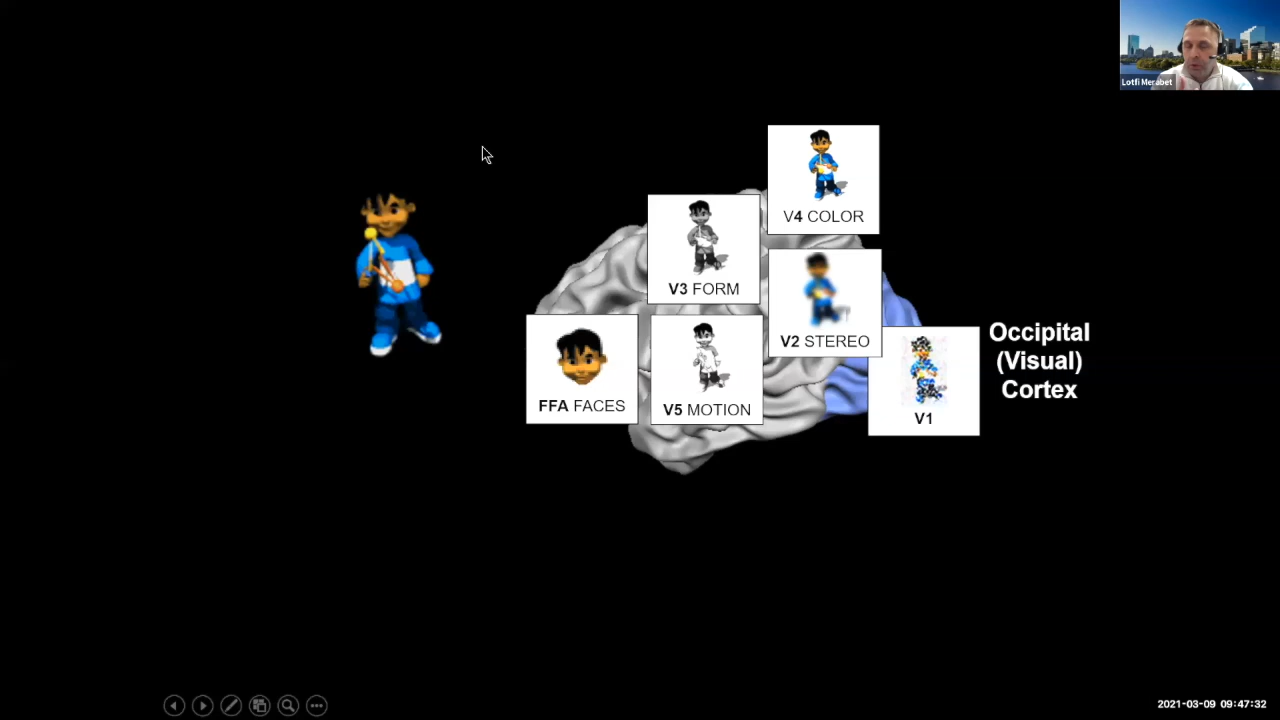 Lotfi Merabet
V4 COLOR
V3 FORM
V2 STEREO
FFA FACES
V5 MOTION
V1
Occipital
(Visual)
Cortex
2021-03-09 09:47:32